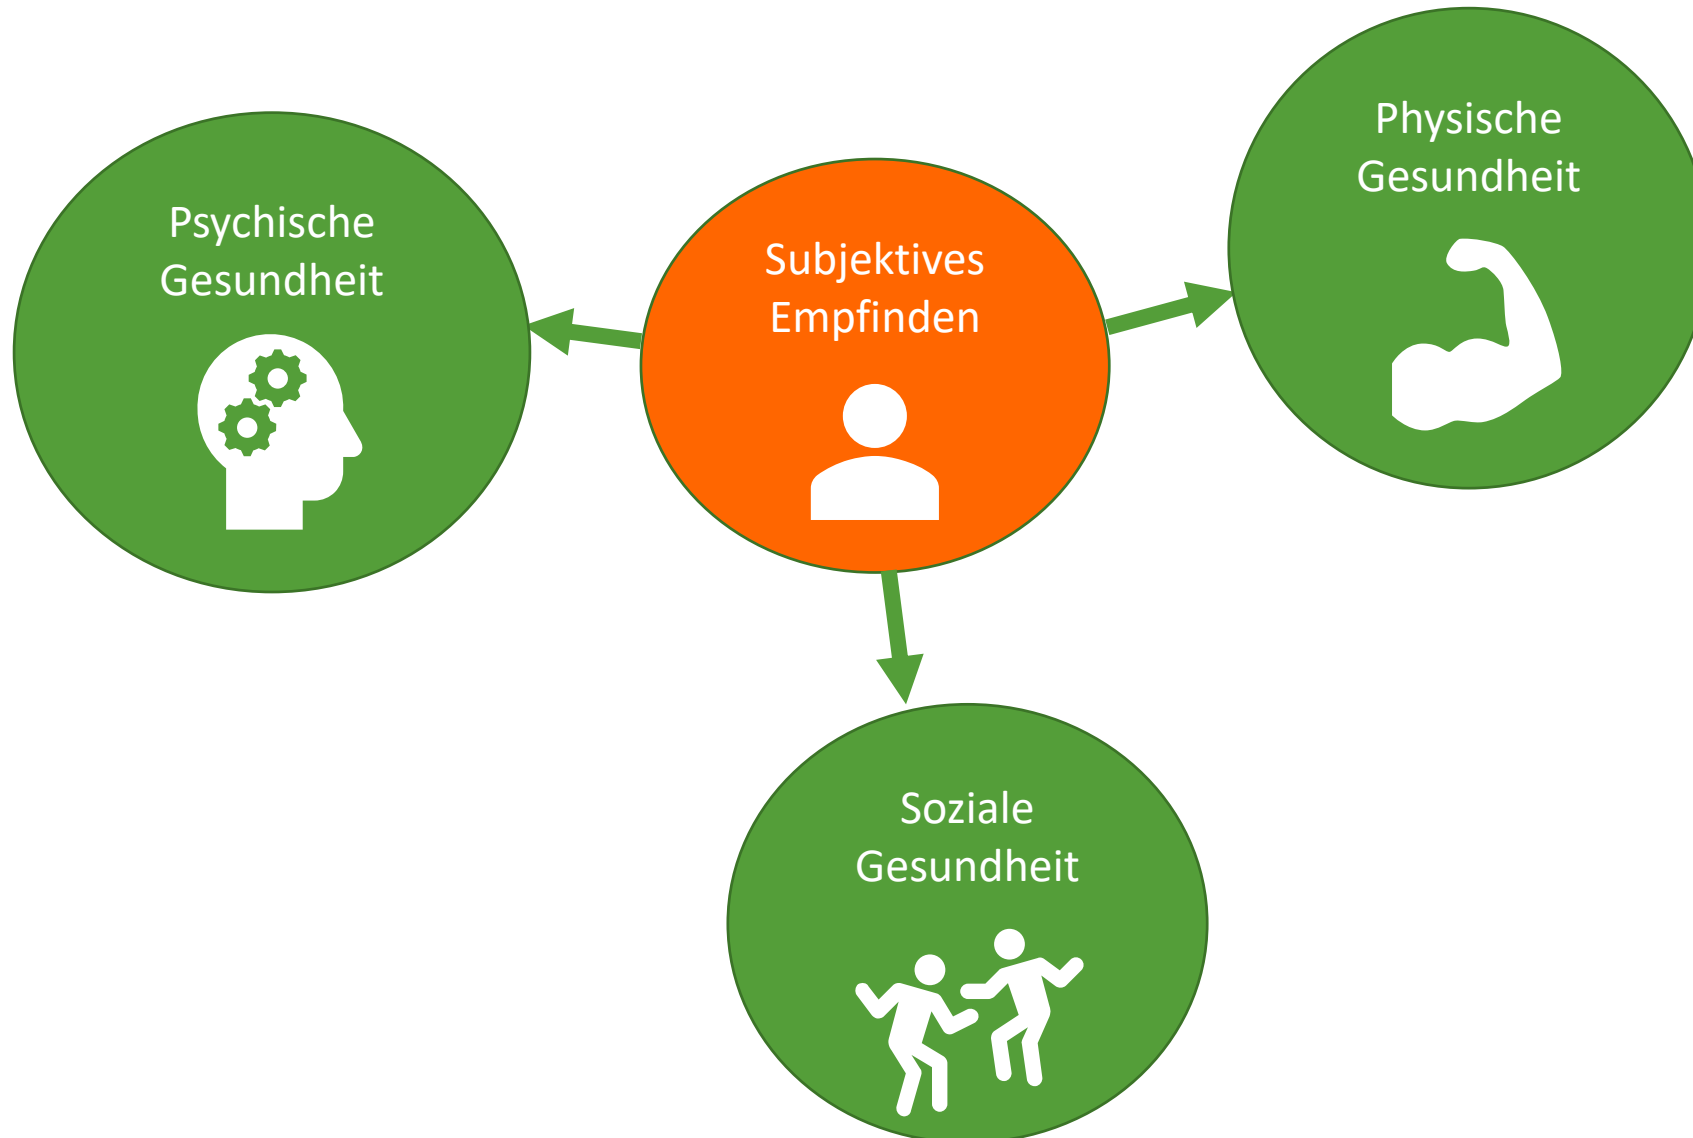 Psychische
Gesundheit
Subjektives
Empfinden
Physische
Gesundheit
Soziale
Gesundheit